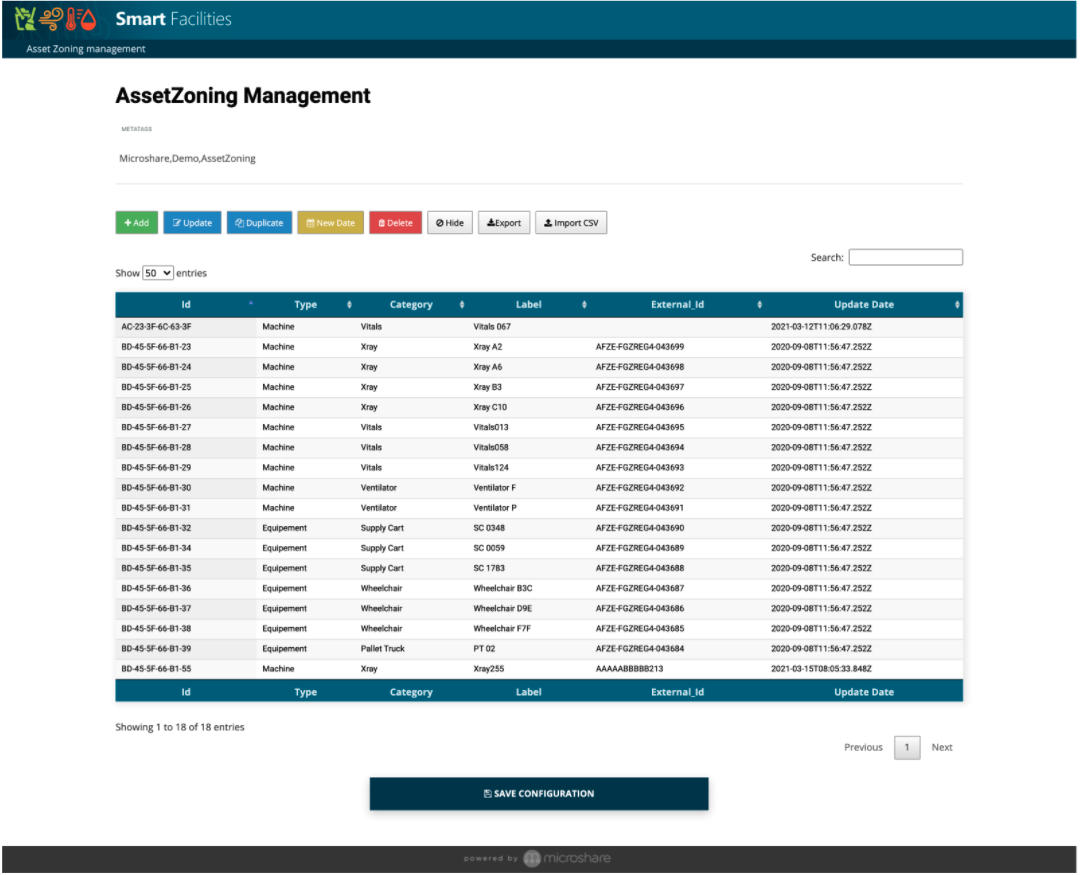 Smart Facilities
Asset Zoning management
AssetZoning Management
METATAGS
Microshare,Demo,AssetZoning
Add Update Duplicate New Date Delete Hide Export Import CSV
Search:
Show 50 entries
Id Type Category Label External_Id Update Date
AC-23-3F-6C-63-3F Machine Vitals Vitals 067 2021-03-12T11:06:29.078Z
BD-45-5F-66-B1-23 Machine Xray Xray A2 AFZE-FGZREG4-043699 2020-09-08T11:56:47.252Z
BD-45-5F-66-B1-24 Machine Xray Xray A6 AFZE-FGZREG4-043698 2020-09-08T11:56:47.252Z
BD-45-5F-66-B1-25 Machine Xray Xray B3 AFZE-FGZREG4-043697 2020-09-08T11:56:47.252Z
BD-45-5F-66-B1-26 Machine Xray Xray C10 AFZE-FGZREG4-043696 2020-09-08T11:56:47.252Z
BD-45-5F-66-B1-27 Machine Vitals Vitals013 AFZE-FGZREG4-043695 2020-09-08T11:56:47.252Z
BD-45-5F-66-B1-28 Machine Vitals Vitals058 AFZE-FGZREG4-043694 2020-09-08T11:56:47.252Z
BD-45-5F-66-B1-29 Machine Vitals Vitals124 AFZE-FGZREG4-043693 2020-09-08T11:56:47.252Z
BD-45-5F-66-B1-30 Machine Ventilator Ventilator F AFZE-FGZREG4-043692 2020-09-08T11:56:47.252Z
BD-45-5F-66-B1-31 Machine Ventilator Ventilator P AFZE-FGZREG4-043691 2020-09-08T11:56:47.252Z
BD-45-5F-66-B1-32 Equipement Supply Cart SC 0348 AFZE-FGZREG4-043690 2020-09-08T11:56:47.252Z
BD-45-5F-66-B1-34 Equipement Supply Cart SC 0059 AFZE-FGZREG4-043689 2020-09-08T11:56:47.252Z
BD-45-5F-66-B1-35 Equipement Supply Cart SC 1783 AFZE-FGZREG4-043688 2020-09-08T11:56:47.252Z
BD-45-5F-66-B1-36 Equipement Wheelchair Wheelchair B3C AFZE-FGZREG4-043687 2020-09-08T11:56:47.252Z
BD-45-5F-66-B1-37 Equipement Wheelchair Wheelchair D9E AFZE-FGZREG4-043686 2020-09-08T11:56:47.252Z
BD-45-5F-66-B1-38 Equipement Wheelchair Wheelchair F7F AFZE-FGZREG4-043685 2020-09-08T11:56:47.252Z
BD-45-5F-66-B1-39 Equipement Pallet Truck PT 02 AFZE-FGZREG4-043684 2020-09-08T11:56:47.252Z
BD-45-5F-66-B1-55 Machine Xray Xray255 AAAAABBBBB213 2021-03-15T08:05:33.848Z
Id Type Category Label External_Id Update Date
Showing 1 to 18 of 18 entries
Previous 1 Next
SAVE CONFIGURATION
powered by microshare